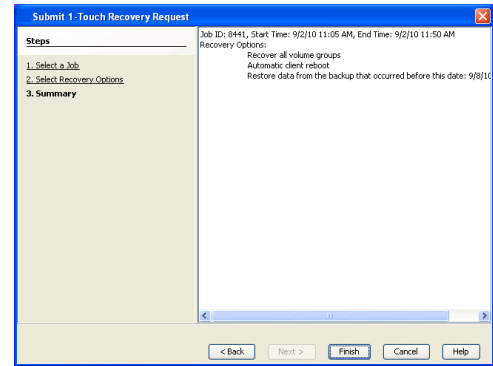 Submit 1-Touch Recovery Request
Steps
1. Select a Job
2. Select Recovery Options
3. Summary
Job ID: 8441, Start Time: 9/2/10 11:05 AM, End Time: 9/2/10 11:50 AM
Recovery Options:
Recover all volume groups
Automatic client reboot
Restore data from the backup that occurred before this date: 9/8/10
< Back
Next >
Finish
Cancel
Help